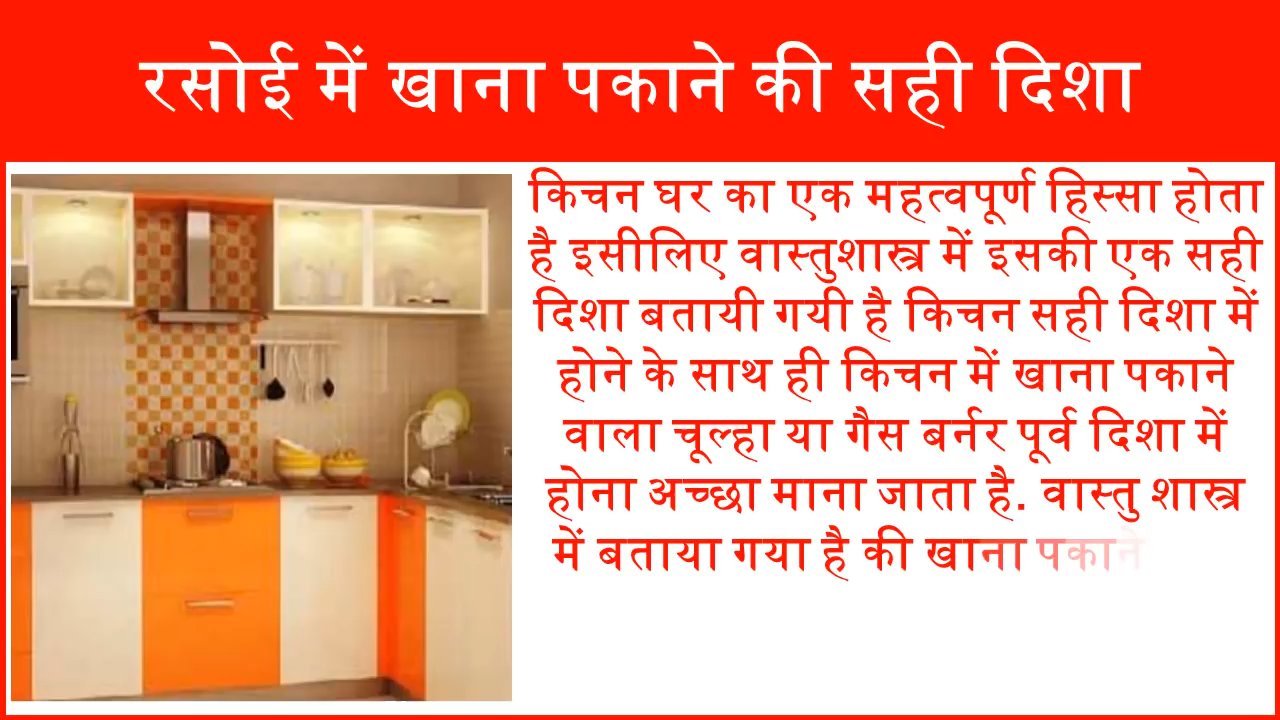 रसोई में खाना पकाने की सही दिशा
किचन घर का एक महत्वपूर्ण हिस्सा होता
है इसीलिए वास्तुशास्त्र में इसकी एक सही
दिशा बतायी गयी है किचन सही दिशा में
होने के साथ ही किचन में खाना पकाने
वाला चूल्हा या गैस बर्नर पूर्व दिशा में
होना अच्छा माना जाता है. वास्तु शास्त्र
में बताया गया है की खाना पकाने